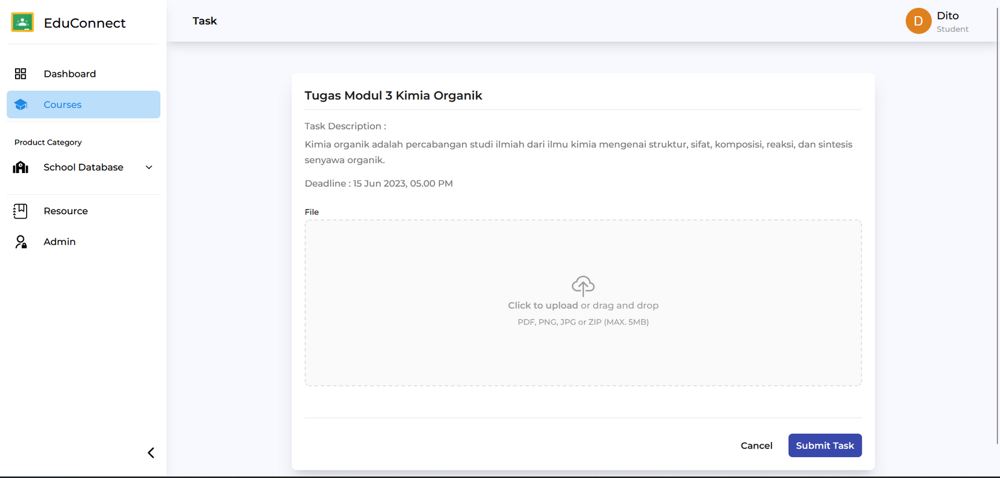 EduConnect
Dashboard
Courses
Product Category
School Database
Resource
Admin
Task
D
Dito
Student
Tugas Modul 3 Kimia Organik
Task Description :
Kimia organik adalah percabangan studi ilmiah dari ilmu kimia mengenai struktur, sifat, komposisi, reaksi, dan sintesis
senyawa organik.
Deadline : 15 Jun 2023, 05.00 PM
File
Click to upload or drag and drop
PDF, PNG, JPG or ZIP (MAX. 5MB)
Cancel
Submit Task